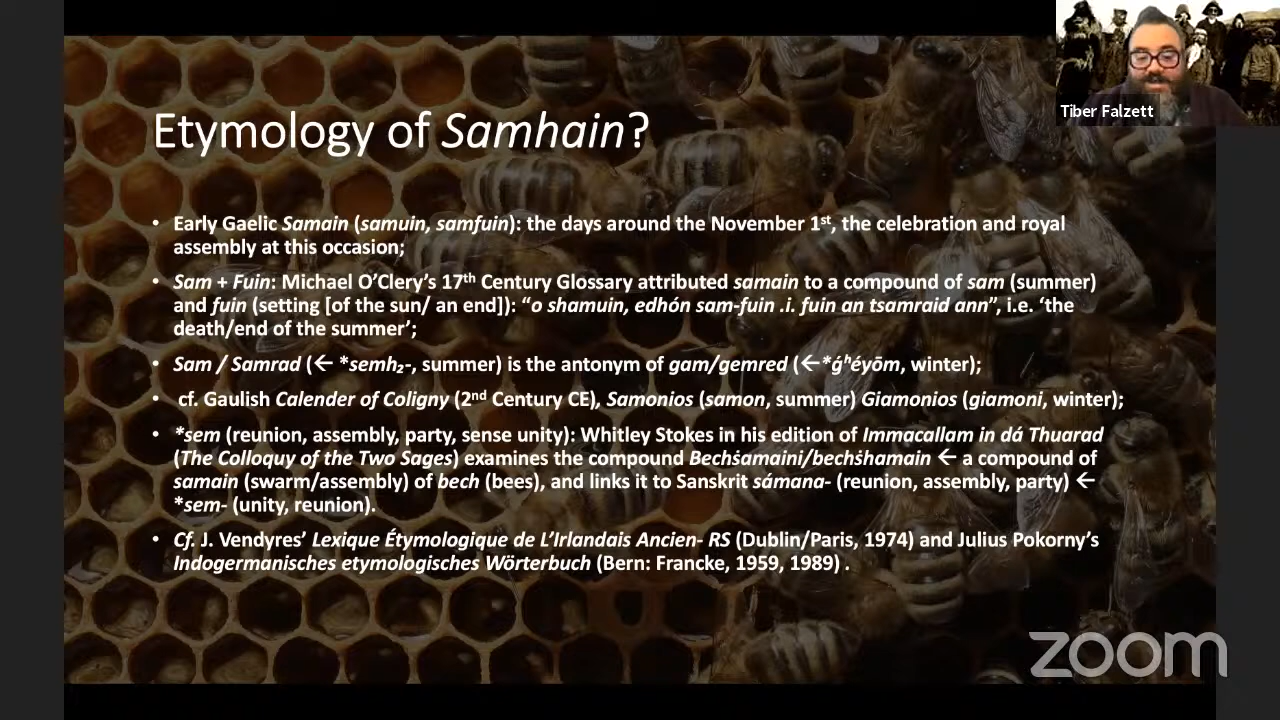 Tiber Falzett
Etymology of Samhain?
• Early Gaelic Samain (samuin, samfuin): the days around the November 1st, the celebration and royal
assembly at this occasion;
• Sam + Fuin: Michael O’Clery’s 17th Century Glossary attributed samain to a compound of sam (summer)
and fuin (setting [of the sun/ an end]): “o shamuin, edhón sam-fuin .i. fuin an tsamraid ann”, i.e. ‘the
death/end of the summer’;
• Sam / Samrad (← *semh₂-, summer) is the antonym of gam/gemred (←*ǵʰéyōm, winter);
• cf. Gaulish Calender of Coligny (2nd Century CE), Samonios (samon, summer) Giamonios (giamoni, winter);
• *sem (reunion, assembly, party, sense unity): Whitley Stokes in his edition of Immacallam in dá Thuarad
(The Colloquy of the Two Sages) examines the compound Bechṡamaini/bechṡhamain ← a compound of
samain (swarm/assembly) of bech (bees), and links it to Sanskrit sámana- (reunion, assembly, party) ←
*sem- (unity, reunion).
• Cf. J. Vendyres’ Lexique Étymologique de L’Irlandais Ancien- RS (Dublin/Paris, 1974) and Julius Pokorny’s
Indogermanisches etymologisches Wörterbuch (Bern: Francke, 1959, 1989) .
zoom